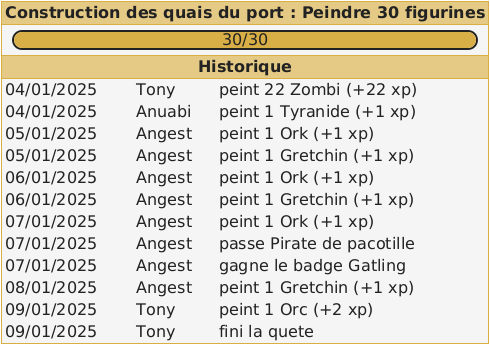 Construction des quais du port : Peindre 30 figurines
30/30
Historique
04/01/2025 Tony peint 22 Zombi (+22 xp)
04/01/2025 Anuabi peint 1 Tyranide (+1 xp)
05/01/2025 Angest peint 1 Ork (+1 xp)
05/01/2025 Angest peint 1 Gretchin (+1 xp)
06/01/2025 Angest peint 1 Ork (+1 xp)
06/01/2025 Angest peint 1 Gretchin (+1 xp)
07/01/2025 Angest peint 1 Ork (+1 xp)
07/01/2025 Angest passe Pirate de pacotille
07/01/2025 Angest gagne le badge Gatling
08/01/2025 Angest peint 1 Gretchin (+1 xp)
09/01/2025 Tony peint 1 Orc (+2 xp)
09/01/2025 Tony fini la quete